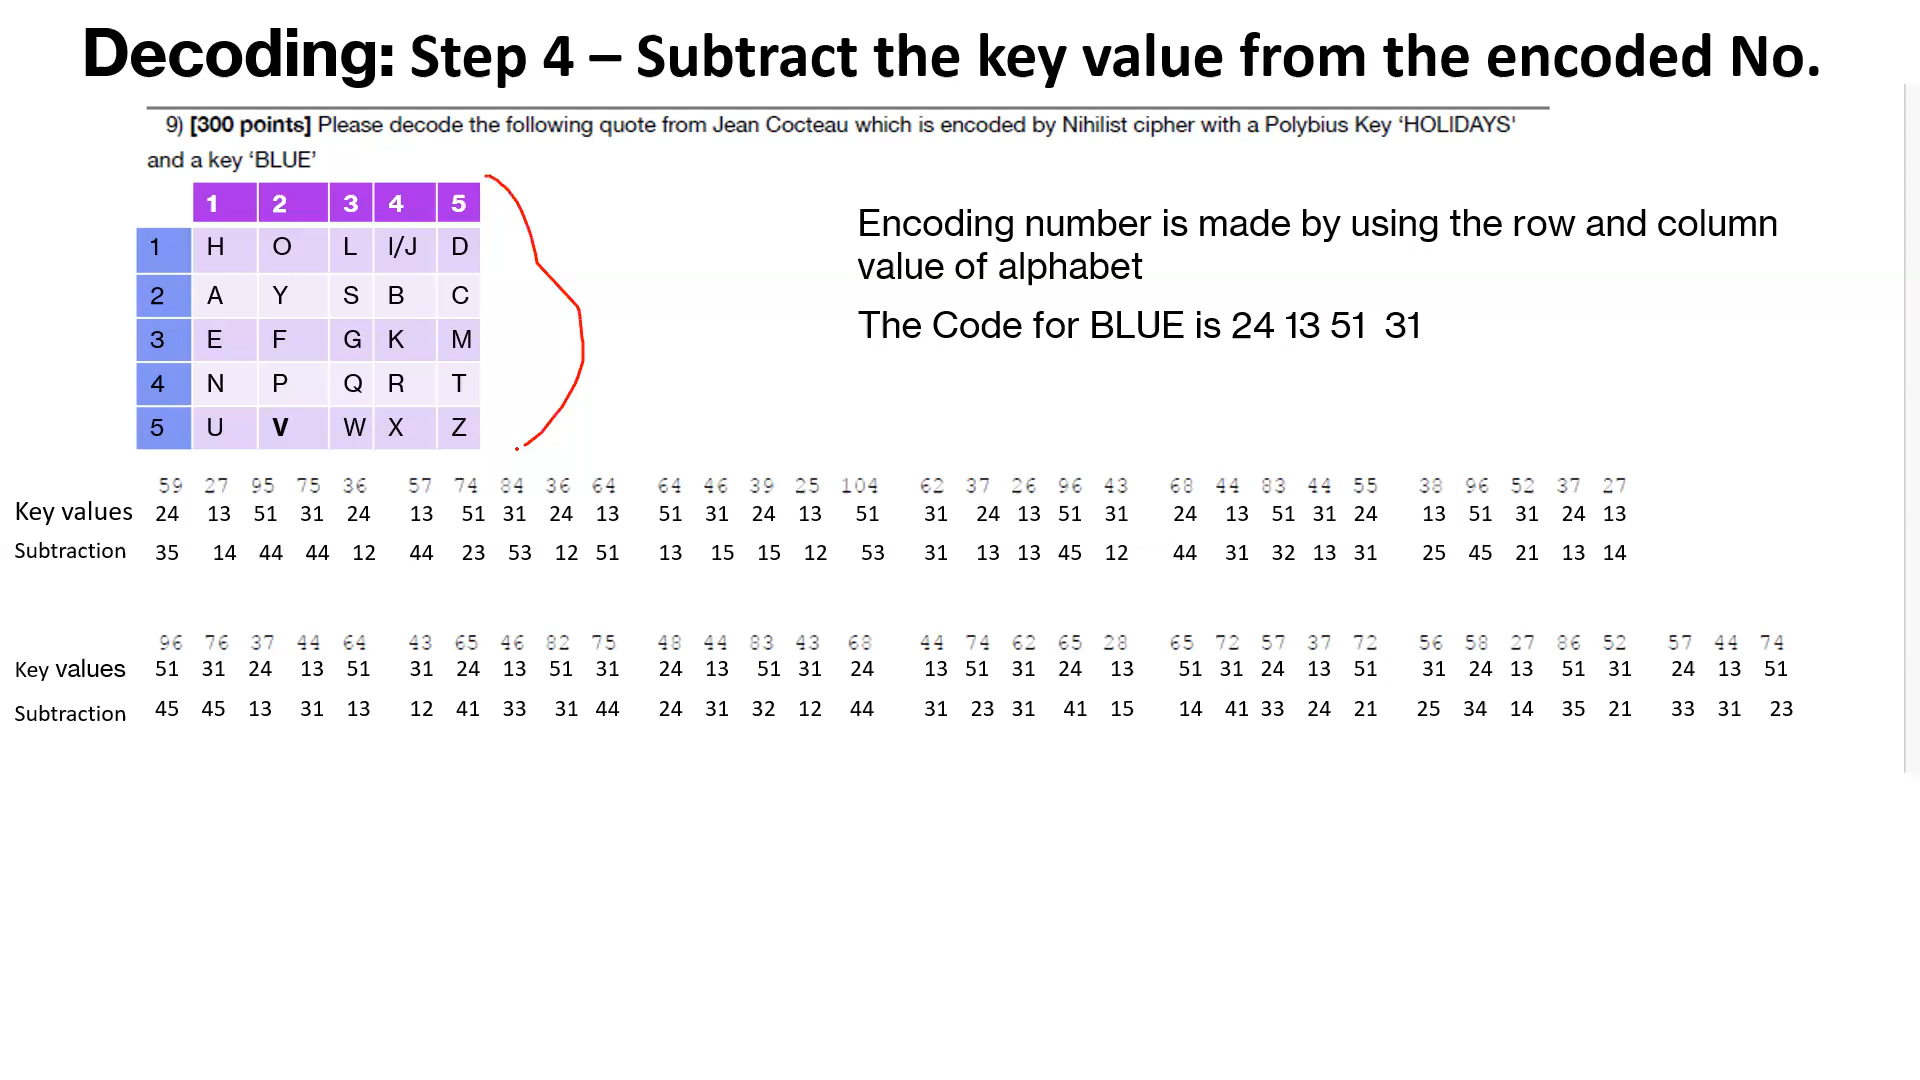 Decoding: Step 4 – Subtract the key value from the encoded No.
9) [300 points] Please decode the following quote from Jean Cocteau which is encoded by Nihilist cipher with a Polybius Key ‘HOLIDAYS’
and a key ‘BLUE’
1 2 3 4 5
1 H O L I/J D
2 A Y S B C
3 E F G K M
4 N P Q R T
5 U V W X Z
Encoding number is made by using the row and column
value of alphabet
The Code for BLUE is 24 13 51 31
59 27 95 75 36 57 74 84 36 64 64 46 39 25 104 62 37 26 96 43 68 44 83 44 55 38 96 52 37 27
Key values 24 13 51 31 24 13 51 31 24 13 51 31 24 13 51 31 24 13 51 31 24 13 51 31 24 13 51 31 24 13
Subtraction 35 14 44 44 12 44 23 53 12 51 13 15 15 12 53 31 13 13 45 12 44 31 32 13 31 25 45 21 13 14
96 76 37 44 64 43 65 46 82 75 48 44 83 43 68 44 74 62 65 28 65 72 57 37 72 56 58 27 86 52 57 44 74
Key values 51 31 24 13 51 31 24 13 51 31 24 13 51 31 24 13 51 31 24 13 51 31 24 13 51 31 24 13 51 31 24 13 51
Subtraction 45 45 13 31 13 12 41 33 31 44 24 31 32 12 44 31 23 31 41 15 14 41 33 24 21 25 34 14 35 21 33 31 23